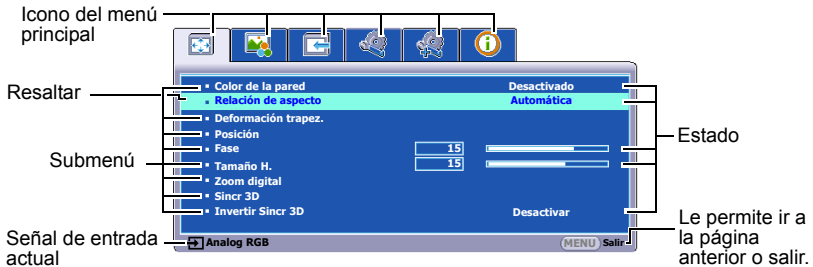 Icono del menú
principal
Resaltar
Submenú
Señal de entrada
actual
Color de la pared Desactivado
Relación de aspecto Automática
Deformación trapez.
Posición
Fase 15
Tamaño H. 15
Zoom digital
Sincr 3D
Invertir Sincr 3D Desactivar
Analog RGB MENU Salir
Estado
Le permite ir a
la página
anterior o salir.